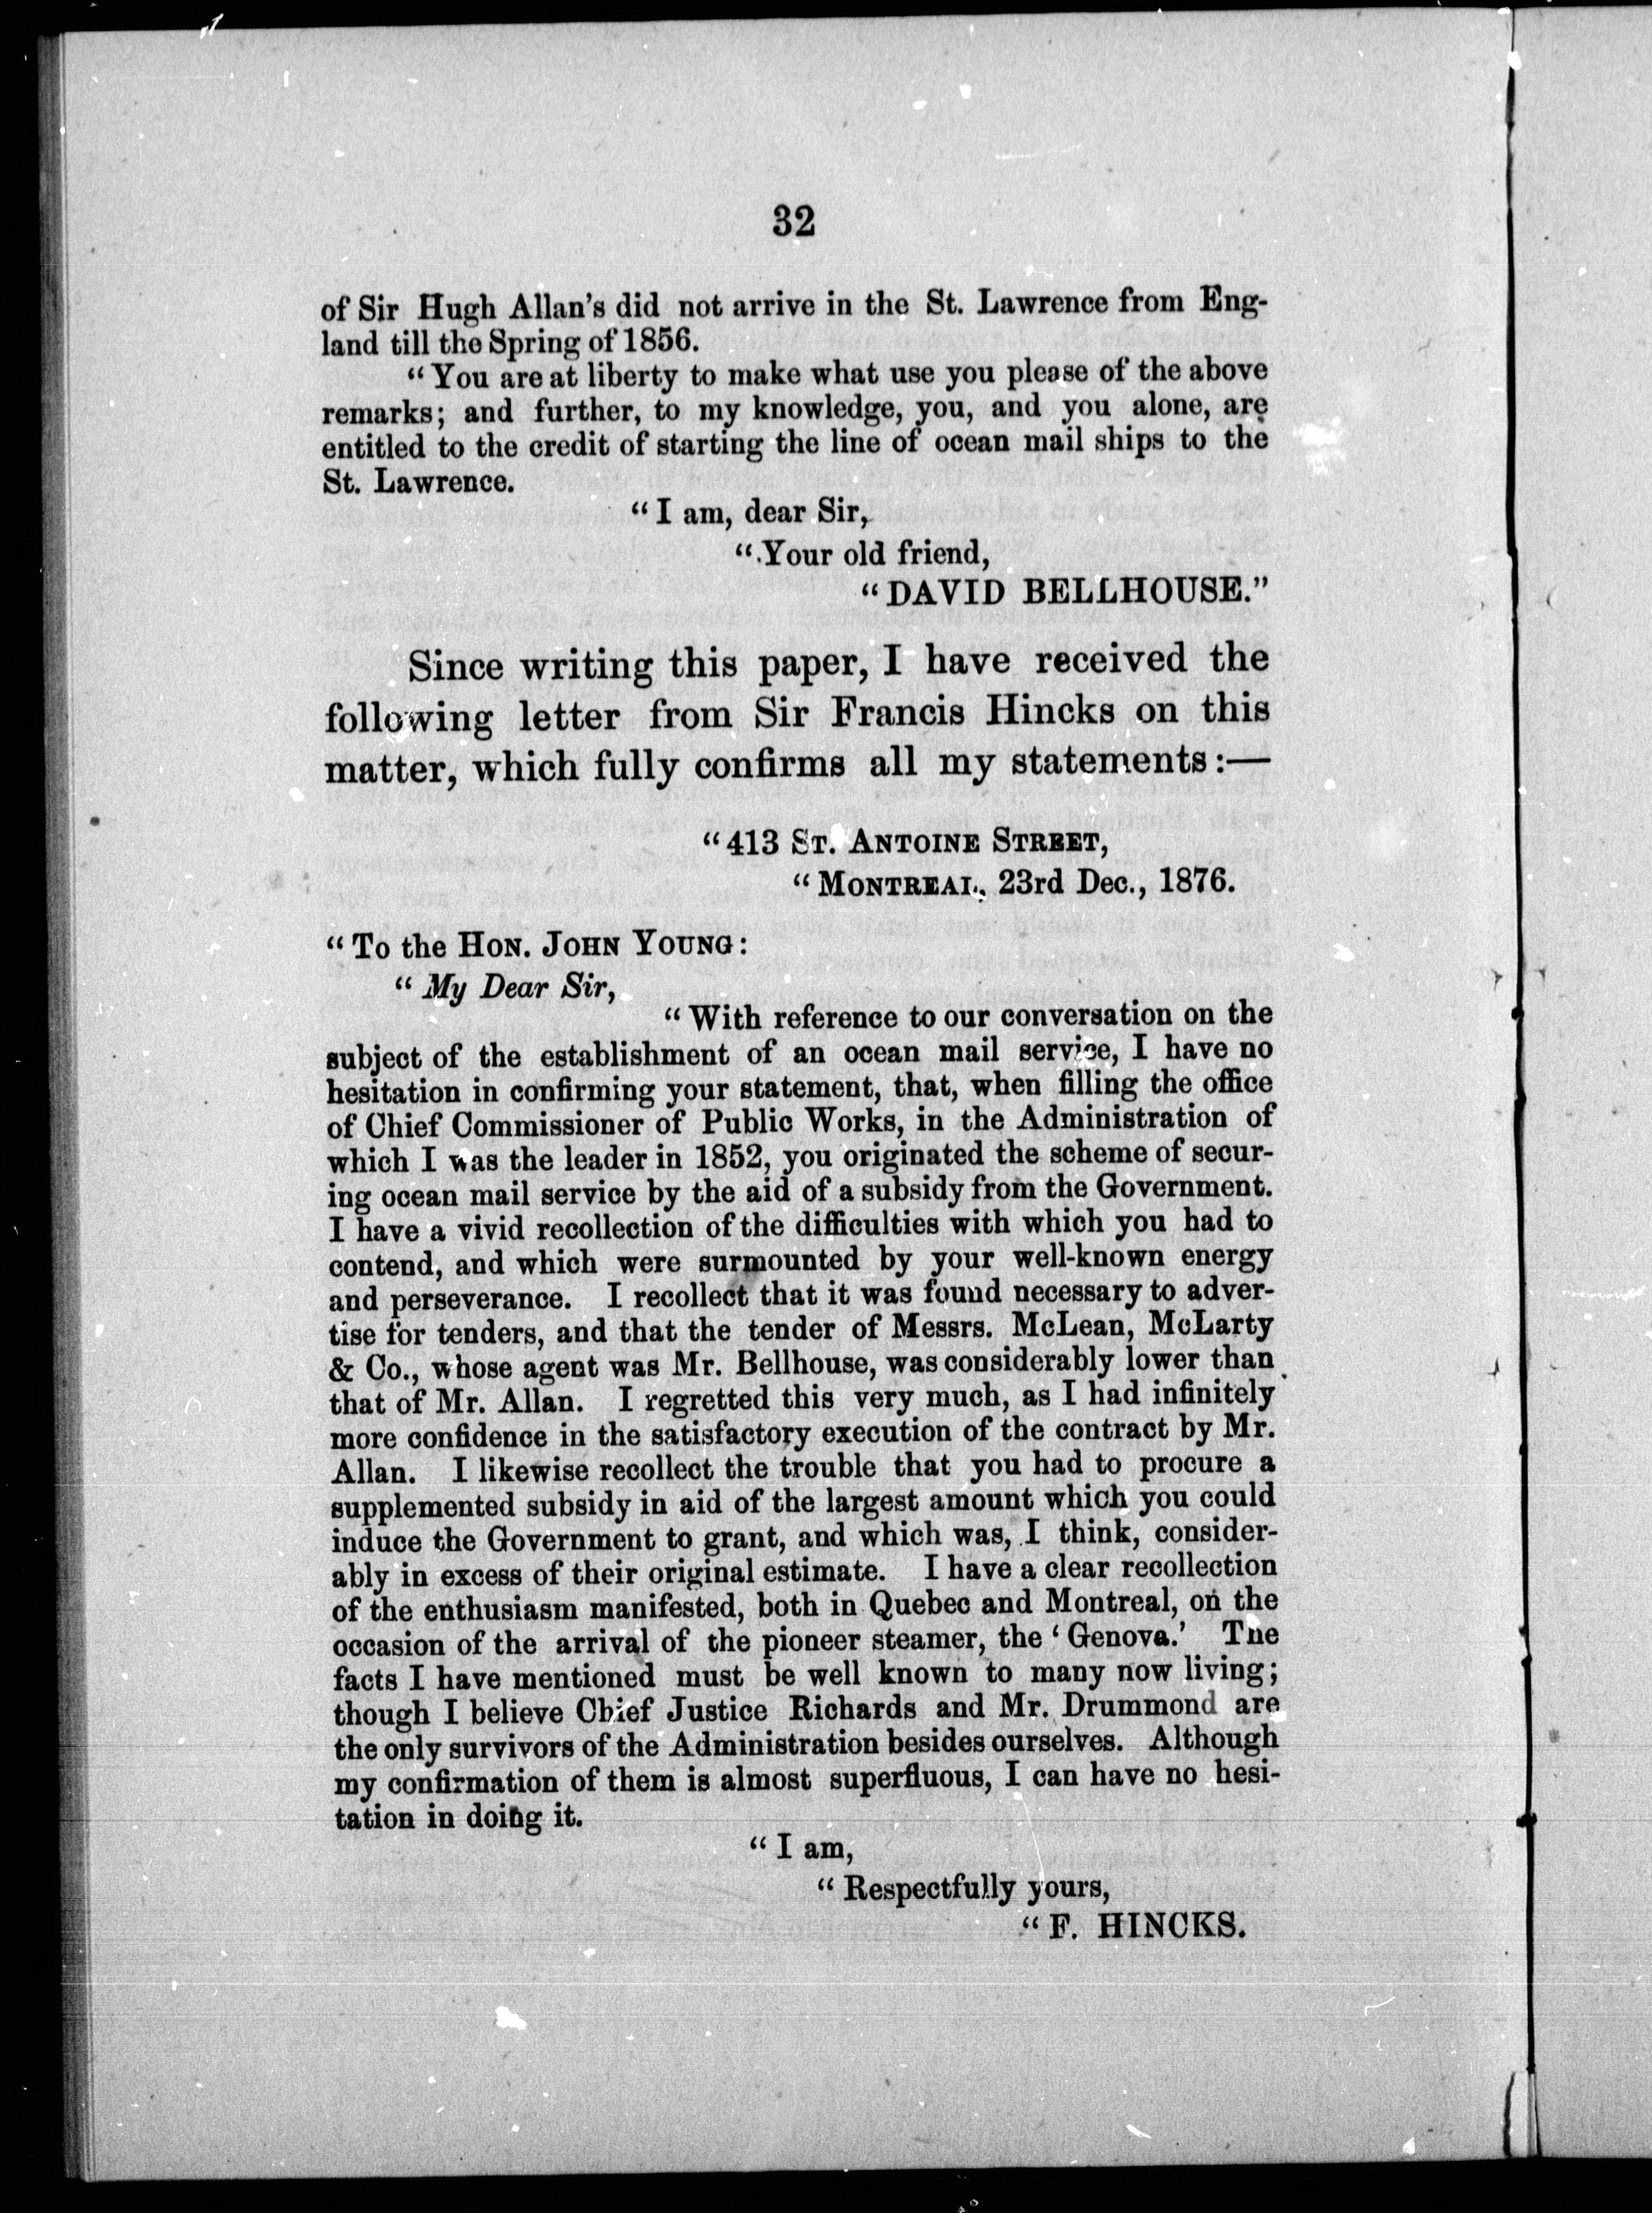 32
of Sir Hugh Allan's did not arrive in the St. Lawrence from Eng-
land till the Spring of 1856.
"You are at liberty to make what use you please of the above
remarks; and further, to my knowledge, you, and you alone, are
entitled to the credit of starting the line of ocean mail ships to the
St. Lawrence.
"I am, dear Sir,
"Your old friend,
"DAVID BELLHOUSE."
Since writing this paper, I have received the
following letter from Sir Francis Hincks on this
matter, which fully confirms all my statements:—
"413 ST. ANTOINE STREET,
"MONTREAL, 23rd Dec., 1876.
"To the HON. JOHN YOUNG:
"My Dear Sir,
"With reference to our conversation on the
subject of the establishment of an ocean mail service, I have no
hesitation in confirming your statement, that, when filling the office
of Chief Commissioner of Public Works, in the Administration of
which I was the leader in 1852, you originated the scheme of secur-
ing ocean mail service by the aid of a subsidy from the Government.
I have a vivid recollection of the difficulties with which you had to
contend, and which were surmounted by your well-known energy
and perseverance. I recollect that it was found necessary to adver-
tise for tenders, and that the tender of Messrs. McLean, McLarty
& Co., whose agent was Mr. Bellhouse, was considerably lower than
that of Mr. Allan. I regretted this very much, as I had infinitely
more confidence in the satisfactory execution of the contract by Mr.
Allan. I likewise recollect the trouble that you had to procure a
supplemented subsidy in aid of the largest amount which you could
induce the Government to grant, and which was, I think, consider-
ably in excess of their original estimate. I have a clear recollection
of the enthusiasm manifested, both in Quebec and Montreal, on the
occasion of the arrival of the pioneer steamer, the 'Genova.' The
facts I have mentioned must be well known to many now living;
though I believe Chief Justice Richards and Mr. Drummond are
the only survivors of the Administration besides ourselves. Although
my confirmation of them is almost superfluous, I can have no hesi-
tation in doing it.
"I am,
"Respectfully yours,
"F. HINCKS.